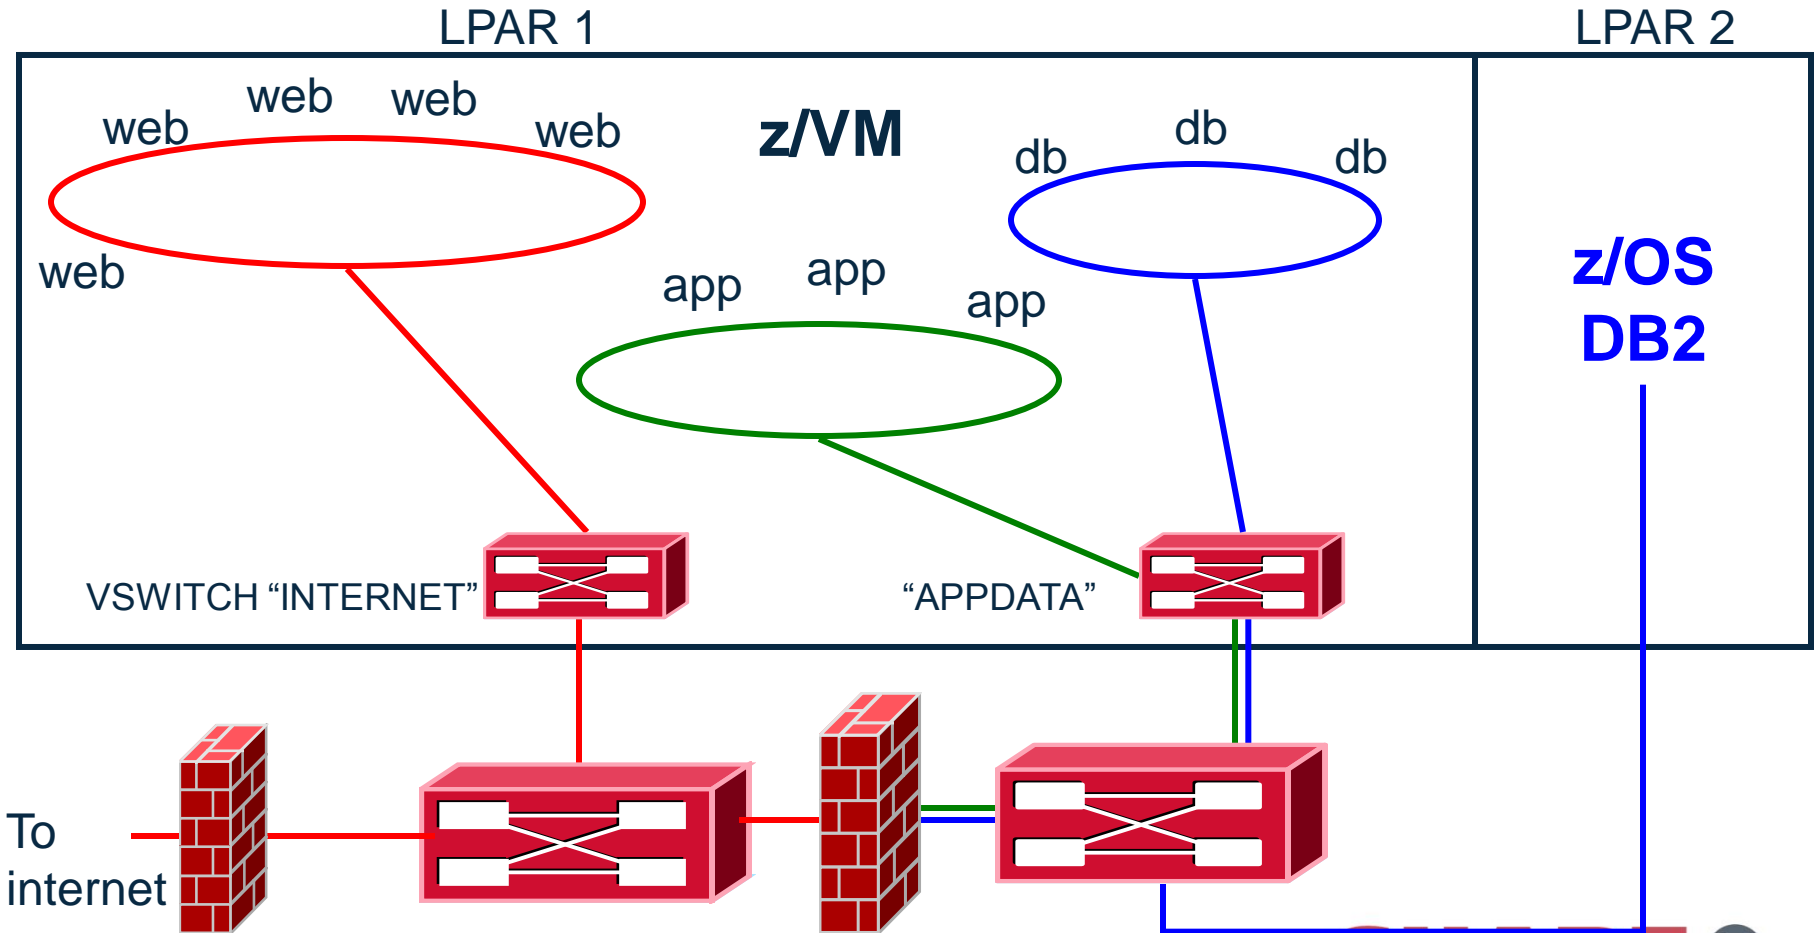 LPAR 1
LPAR 2
web
web
web
web
web
z/VM
db
db
db
app
app
app
z/OS
DB2
VSWITCH “INTERNET”
“APPDATA”
To
internet